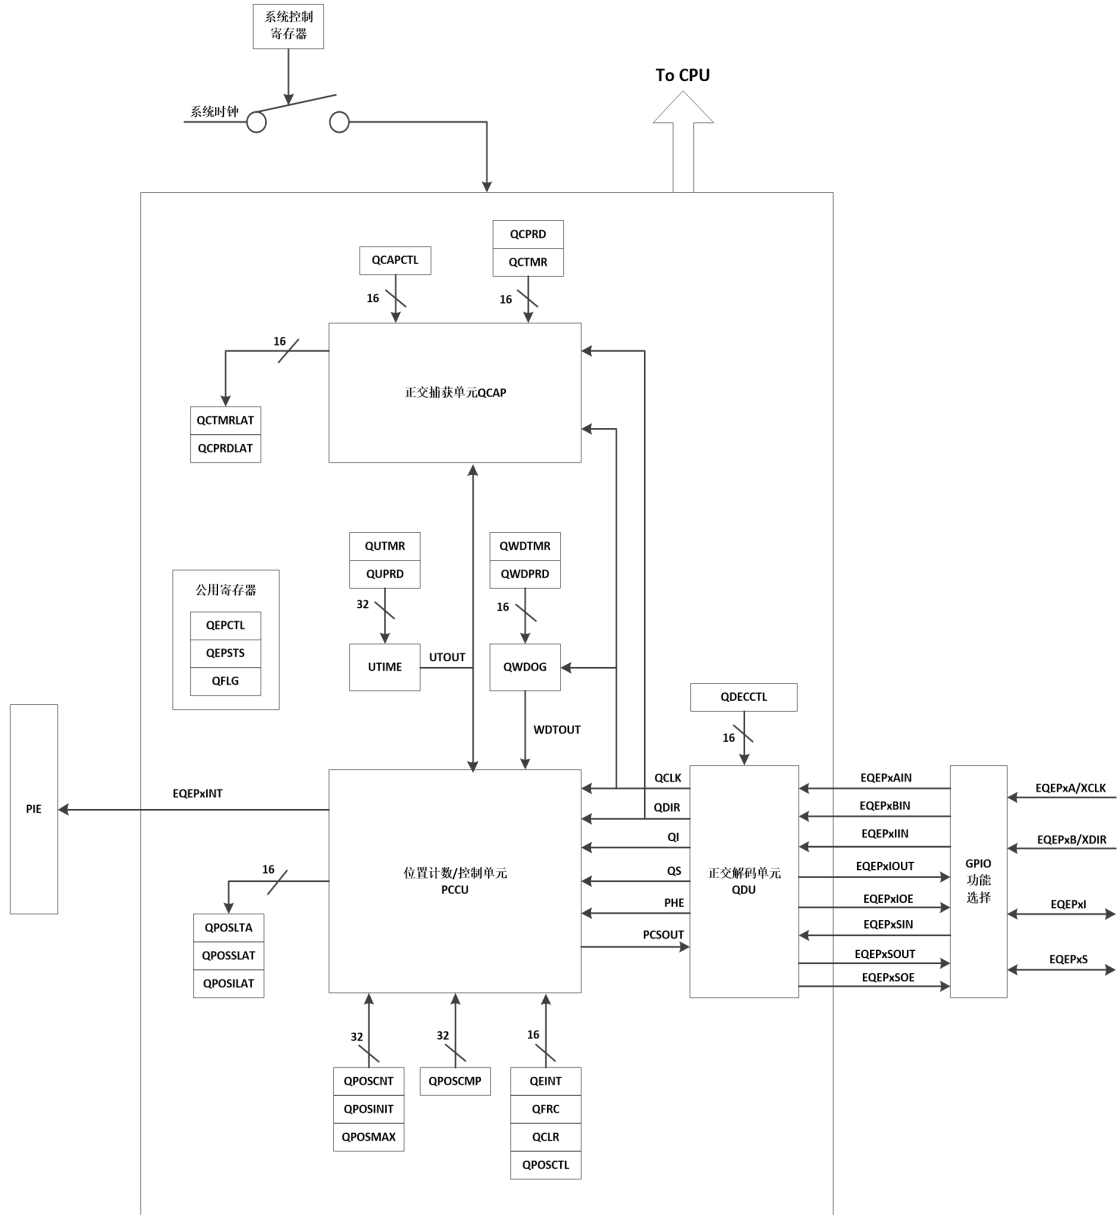 系统控制
寄存器
To CPU
系统时钟
QCPRD
QCAPCTL
QCTMR
16
16
16
正交捕获单元QCAP
QCTMRLAT
QCPRDLAT
QUTMR
QUPRD
QWDTMR
QWDPRD
32
16
公用寄存器
QEPCTL
QEPSTS
QFLG
UTIME
UTOUT
QWDOG
WDTOUT
QDECCTL
16
PIE
EQEPxINT
QCLK
QDIR
QI
QS
PHE
PCSOUT
位置计数/控制单元
PCCU
正交解码单元
QDU
EQEPxAIN
EQEPxBIN
EQEPxIIN
EQEPxIOUT
EQEPxIOE
EQEPxSIN
EQEPxSOUT
EQEPxSOE
GPIO
功能
选择
EQEPxA/XCLK
EQEPxB/XDIR
EQEPxI
EQEPxS
16
QPOSLTA
QPOSSLAT
QPOSILAT
32
32
16
QPOSCNT
QPOSINIT
QPOSMAX
QPOSCMP
QEINT
QFRC
QCLR
QPOSCTL